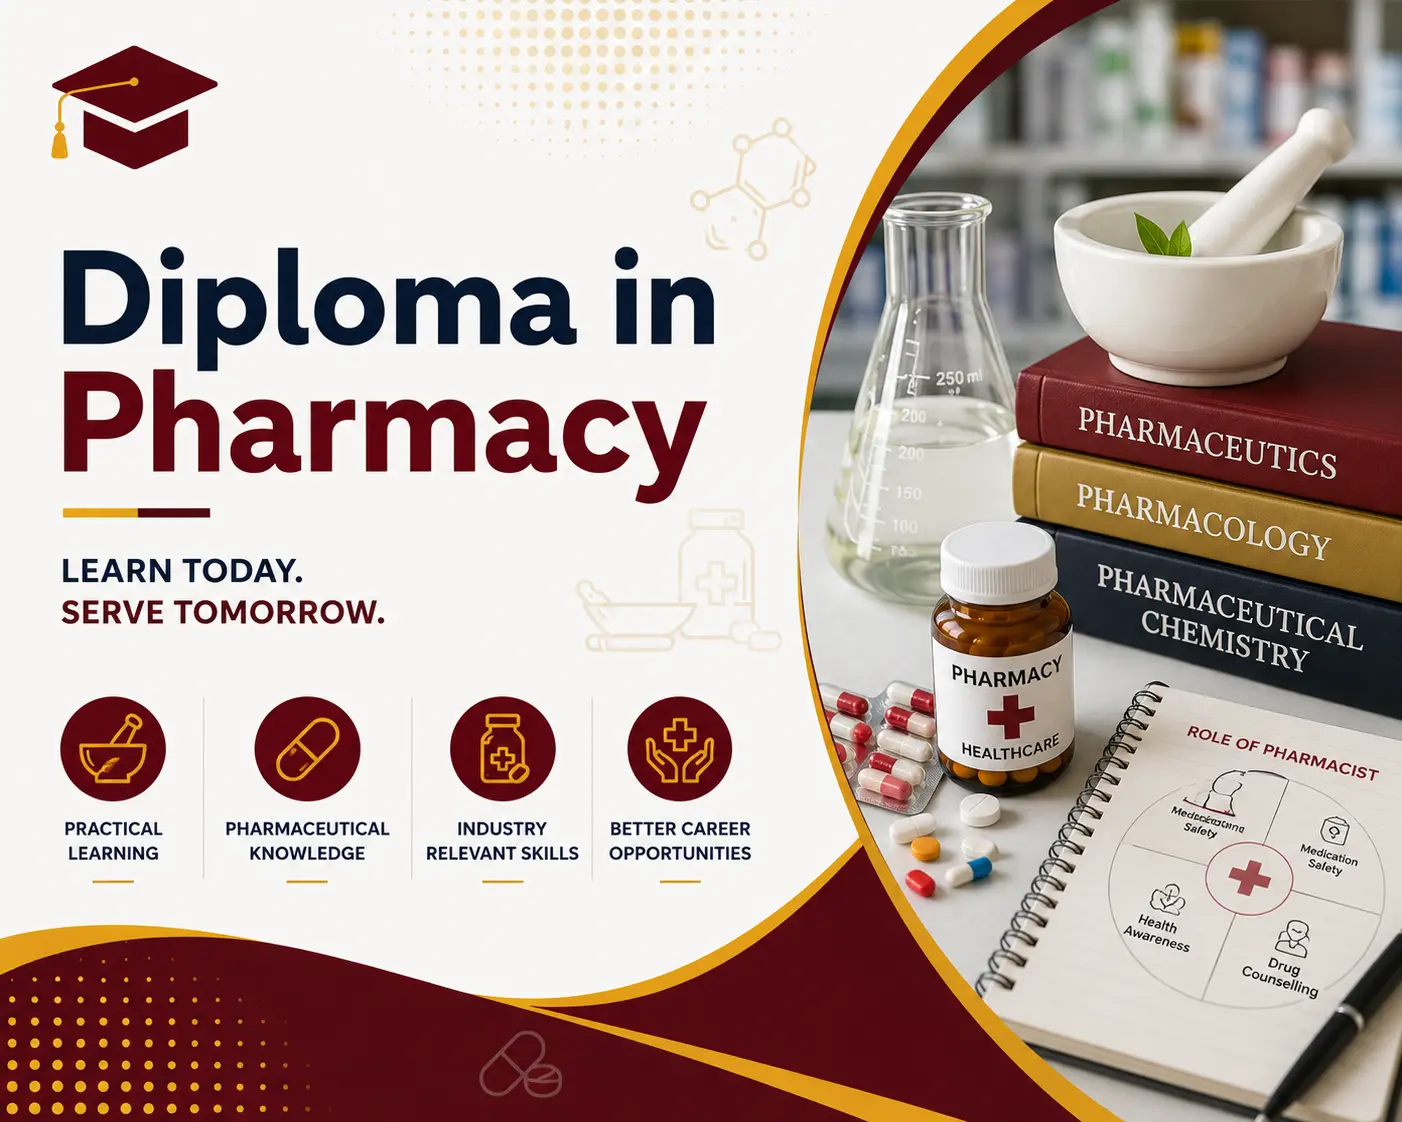 Diploma in
Pharmacy
LEARN TODAY.
SERVE TOMORROW.
PRACTICAL
LEARNING
PHARMACEUTICAL
KNOWLEDGE
INDUSTRY
RELEVANT SKILLS
BETTER CAREER
OPPORTUNITIES
250 ml
200
200
150
100
PHARMACEUTICS
PHARMACOLOGY
PHARMACEUTICAL
CHEMISTRY
PHARMACY
HEALTHCARE
ROLE OF PHARMACIST
Safety
Medication
Safety
Health
Awareness
Drug
Counselling